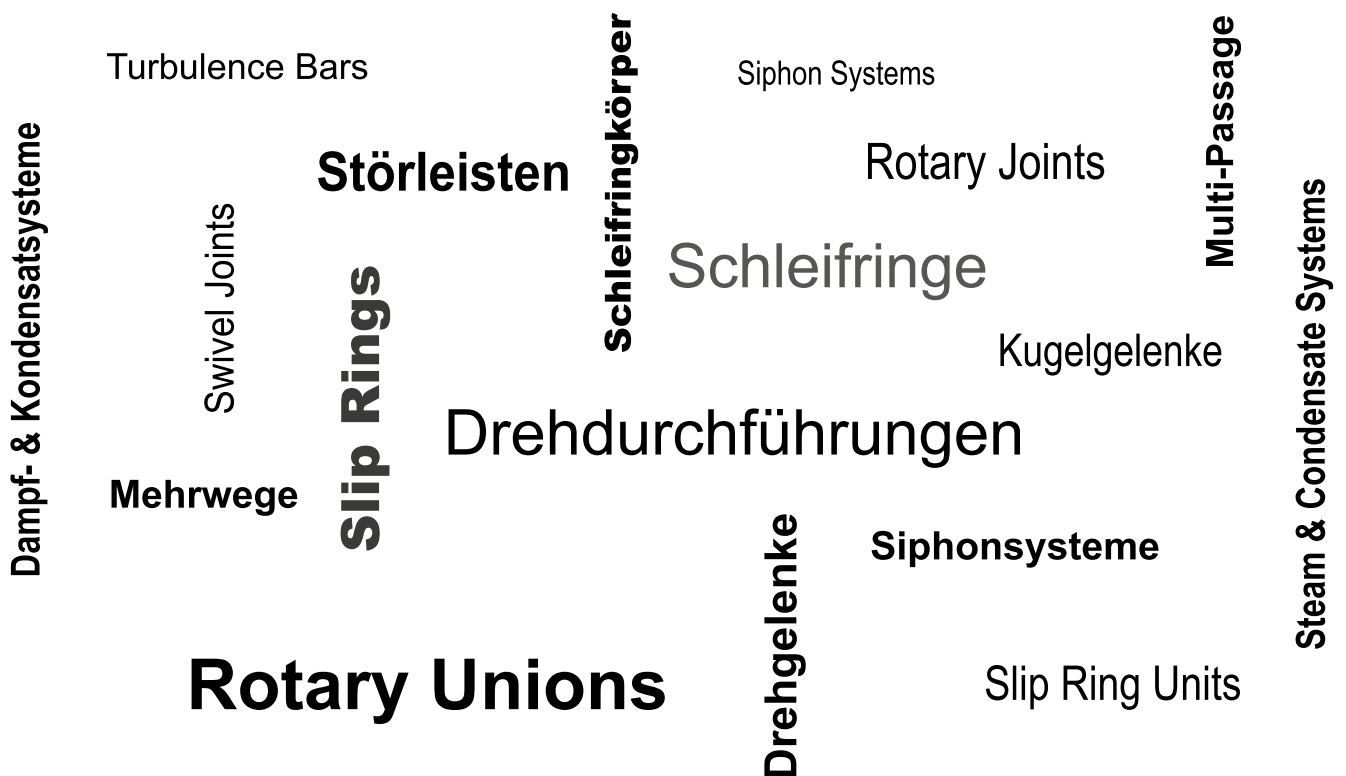 Turbulence Bars
Schleifringkörper
Siphon Systems
Multi-Passage
Dampf- & Kondensatsysteme
Störleisten
Rotary Joints
Steam & Condensate Systems
Swivel Joints
Slip Rings
Schleifringe
Kugelgelenke
Drehdurchführungen
Mehrwege
Drehgelenke
Siphonsysteme
Rotary Unions
Slip Ring Units